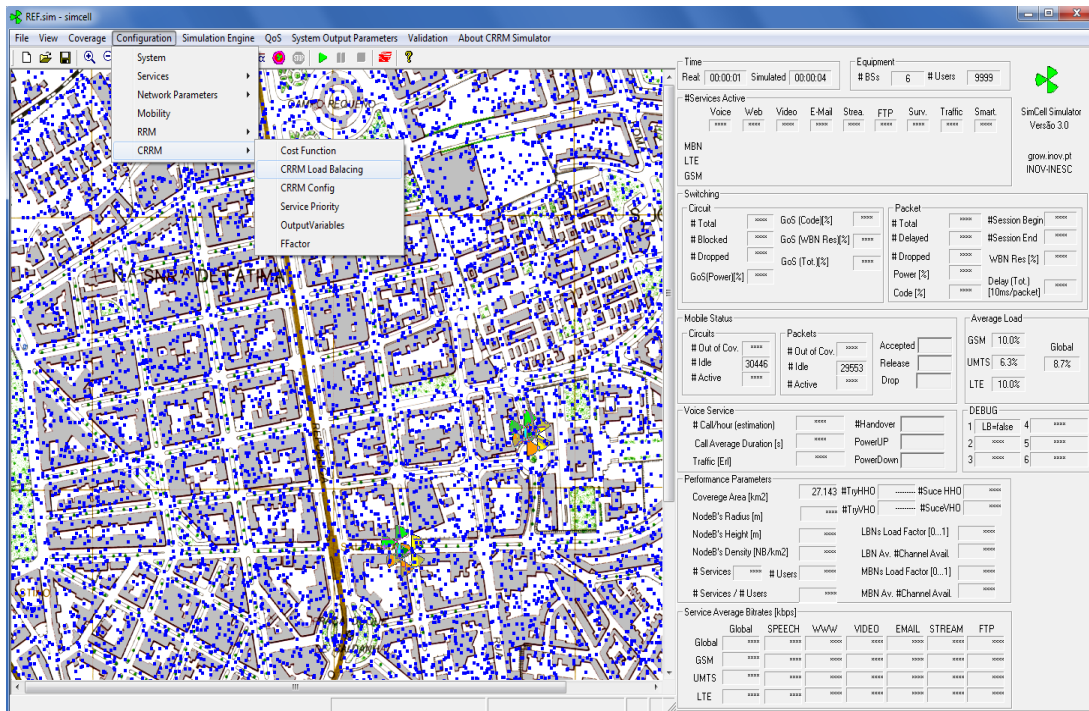 REF.sim - simcell
File View Coverage Configuration Simulation Engine QoS System Output Parameters Validation About CRRM Simulator
System
Services
Network Parameters
Mobility
RRM
CRRM
Cost Function
CRRM Load Balacing
CRRM Config
Service Priority
OutputVariables
FFactor
Time
Real: 00:00:01 Simulated 00:00:04
Equipment
# BSs 6 # Users 9999
SimCell Simulator
Versão 3.0
grow.inov.pt
INOV-INESC
#Services Active
Voice Web Video E-Mail Strea. FTP Surv. Traffic Smart.
**** **** **** **** **** **** **** **** ****
MBN
LTE
GSM
Switching
Circuit
# Total ****
# Blocked ****
# Dropped ****
GoS(Power)[%] ****
GoS (Code)[%] ****
GoS (WBN Res)[%] ****
GoS (Tot.)[%] ****
Packet
# Total ****
# Delayed ****
# Dropped ****
Power [%] ****
Code [%] ****
#Session Begin ****
#Session End ****
WBN Res [%] ****
Delay (Tot.)
[10ms/packet] ****
Mobile Status
Circuits
# Out of Cov. ****
# Idle 30446
# Active ****
Packets
# Out of Cov. ****
# Idle 29553
# Active ****
Accepted
Release
Drop
Average Load
GSM 10.0%
UMTS 6.3%
LTE 10.0%
Global
8.7%
Voice Service
# Call/hour (estimation) ****
Call Average Duration [s] ****
Traffic [Erl] ****
#Handover
PowerUP
PowerDown
DEBUG
1 LB=false 4 ****
2 **** 5 ****
3 **** 6 ****
Performance Parameters
Coverege Area [km2] 27.143
NodeB's Radius [m] ****
NodeB's Height [m] ****
NodeB's Density [NB/km2] ****
# Services **** # Users ****
# Services / # Users ****
#TryHHO -------- #Suce HHO ****
#TryVHO -------- #SuceVHO ****
LBNs Load Factor [0...1] ****
LBN Av. #Channel Avail. ****
MBNs Load Factor [0...1] ****
MBN Av. #Channel Avail. ****
Service Average Bitrates [kbps]
Global SPEECH WWW VIDEO EMAIL STREAM FTP
Global **** **** **** **** **** **** ****
GSM **** **** **** **** **** **** ****
UMTS **** **** **** **** **** **** ****
LTE **** **** **** **** **** **** ****